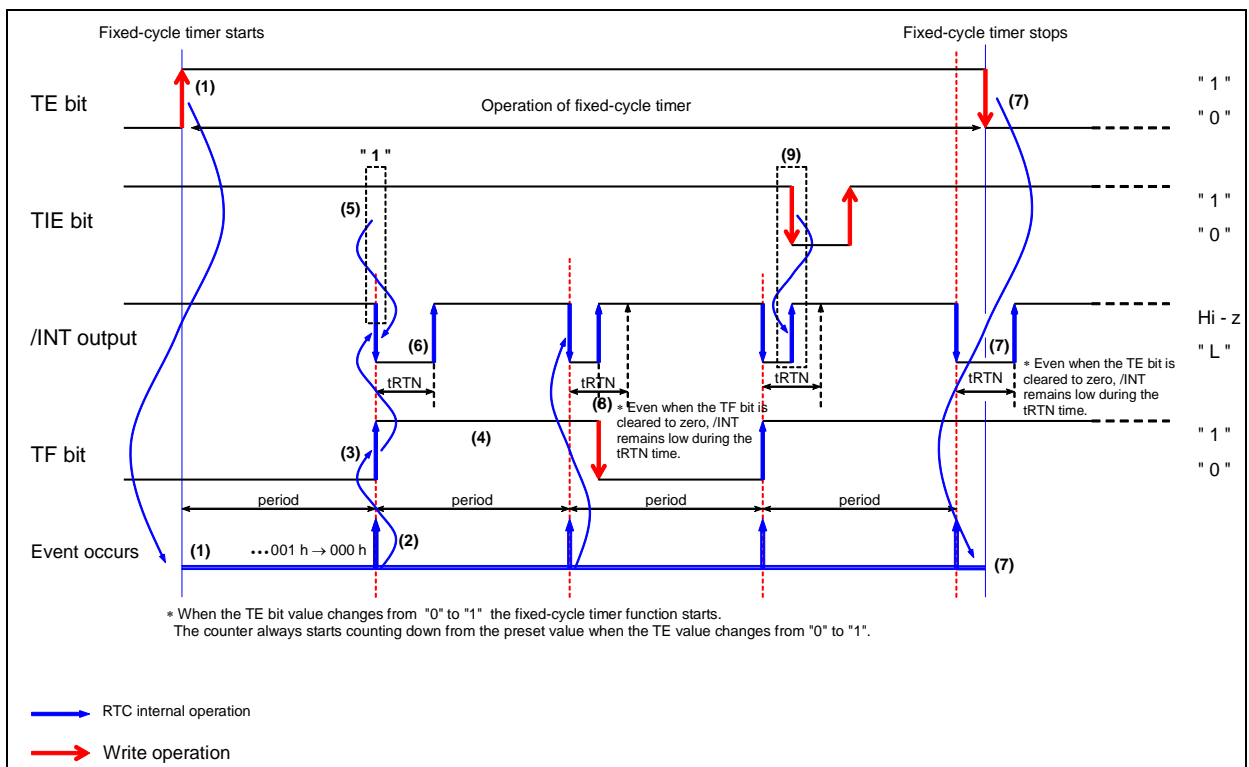 Fixed-cycle timer starts
Fixed-cycle timer stops
TE bit
(1)
Operation of fixed-cycle timer
(7)
" 1 "
" 0 "
" 1 "
(9)
TIE bit
(5)
" 1 "
" 0 "
/INT output
(6)
(7)
Hi - z
" L "
tRTN
tRTN
tRTN
tRTN
(8)
* Even when the TF bit is
cleared to zero, /INT
remains low during the
tRTN time.
* Even when the TE bit is
cleared to zero, /INT
remains low during the
tRTN time.
TF bit
(3)
(4)
" 1 "
" 0 "
period
period
period
period
Event occurs
(1)
•••001 h → 000 h
(2)
(7)
* When the TE bit value changes from "0" to "1" the fixed-cycle timer function starts.
The counter always starts counting down from the preset value when the TE value changes from "0" to "1".
RTC internal operation
Write operation